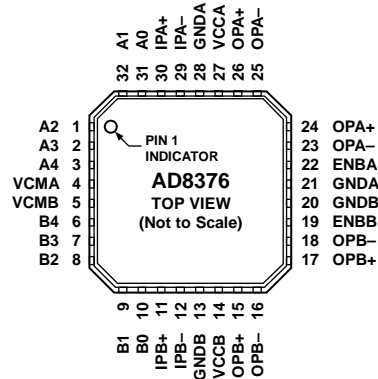 A1
A0
IPA+
IPA–
GNDA
VCCA
OPA+
OPA–
32
31
30
29
28
27
26
25
A2 1
A3 2
A4 3
VCMA 4
VCMB 5
B4 6
B3 7
B2 8
PIN 1
INDICATOR
AD8376
TOP VIEW
(Not to Scale)
24 OPA+
23 OPA–
22 ENBA
21 GNDA
20 GNDB
19 ENBB
18 OPB–
17 OPB+
9
10
11
12
13
14
15
16
B1
B0
IPB+
IPB–
GNDB
VCCB
OPB+
OPB–